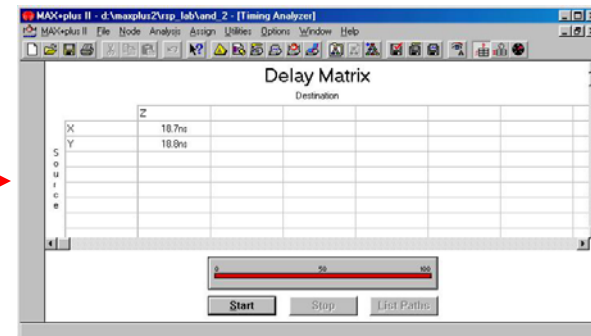 MAX+plus II - d:\maxplus2\rsp_lab\and_2 - [Timing Analyzer]
MAX+plus II File Node Analysis Assign Utilities Options Window Help
Delay Matrix
Destination
Z
X 18.7ns
Y 18.8ns
Source
0 50 100
Start Stop List Paths